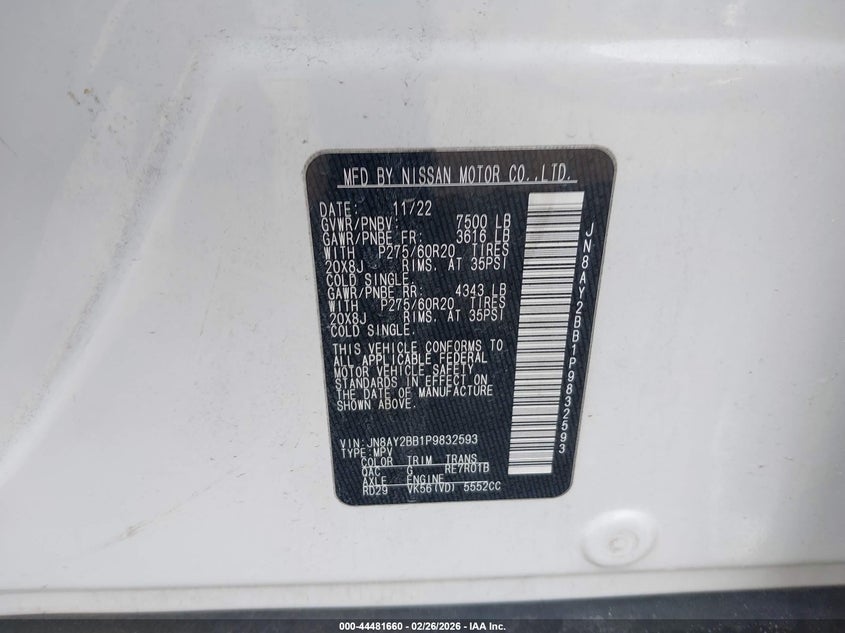 MFD BY NISSAN MOTOR CO.,LTD.
DATE: 11/22
GVWR/PNBV: 7500 LB
GAWR/PNBE FR: 3616 LB
WITH P275/60R20 TIRES
20X8J RIMS. AT 35PSI
COLD SINGLE.
GAWR/PNBE RR: 4343 LB
WITH P275/60R20 TIRES
20X8J RIMS. AT 35PSI
COLD SINGLE.
THIS VEHICLE CONFORMS TO
ALL APPLICABLE FEDERAL
MOTOR VEHICLE SAFETY
STANDARDS IN EFFECT ON
THE DATE OF MANUFACTURE
SHOWN ABOVE.
VIN:JN8AY2BB1P9832593
TYPE:MPV
COLOR TRIM TRANS
QAC G RE7R01B
AXLE ENGINE
RD29 VK56(VD) 5552CC
JN8AY2BB1P9832593
000-44481660 - 02/26/2026 - IAA Inc.